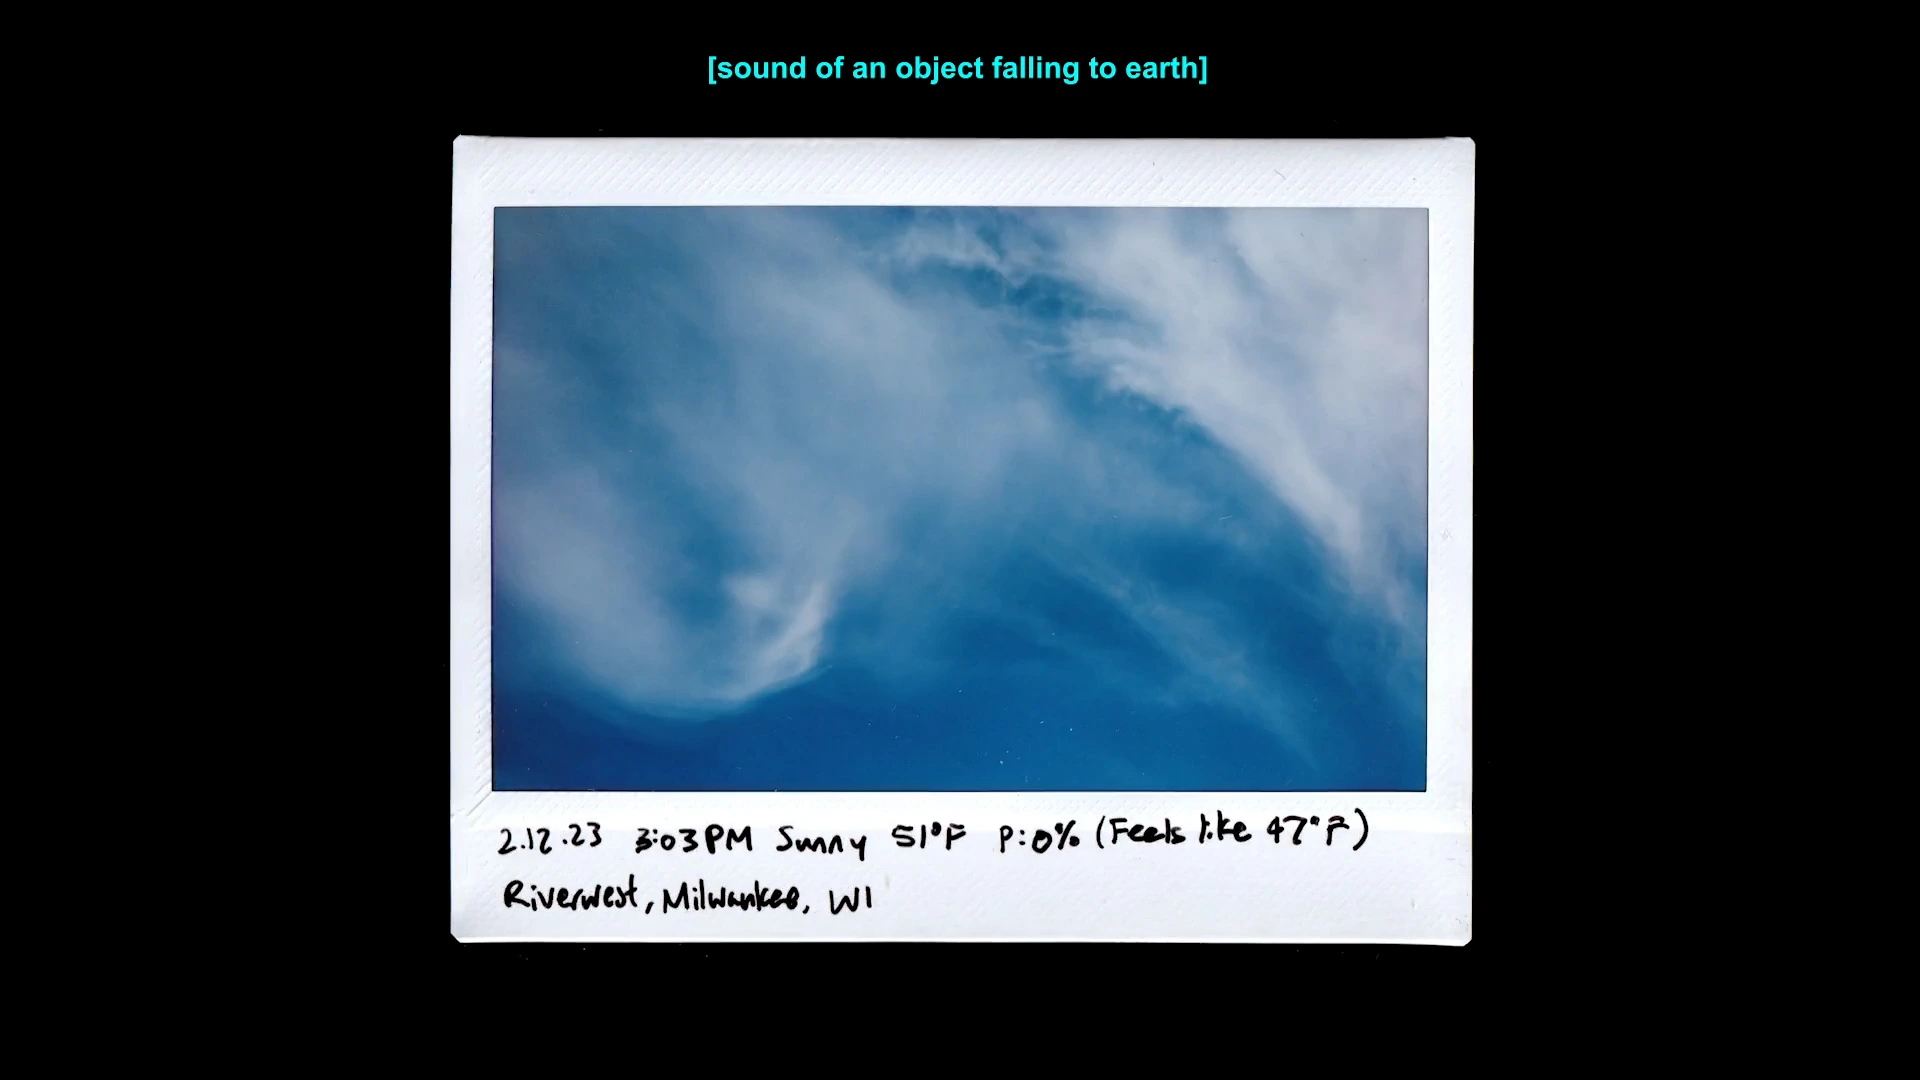 [sound of an object falling to earth]
2.12.23 3:03PM Sunny 51°F P:0% (Feels like 47°F)
Riverwest, Milwaukee, WI